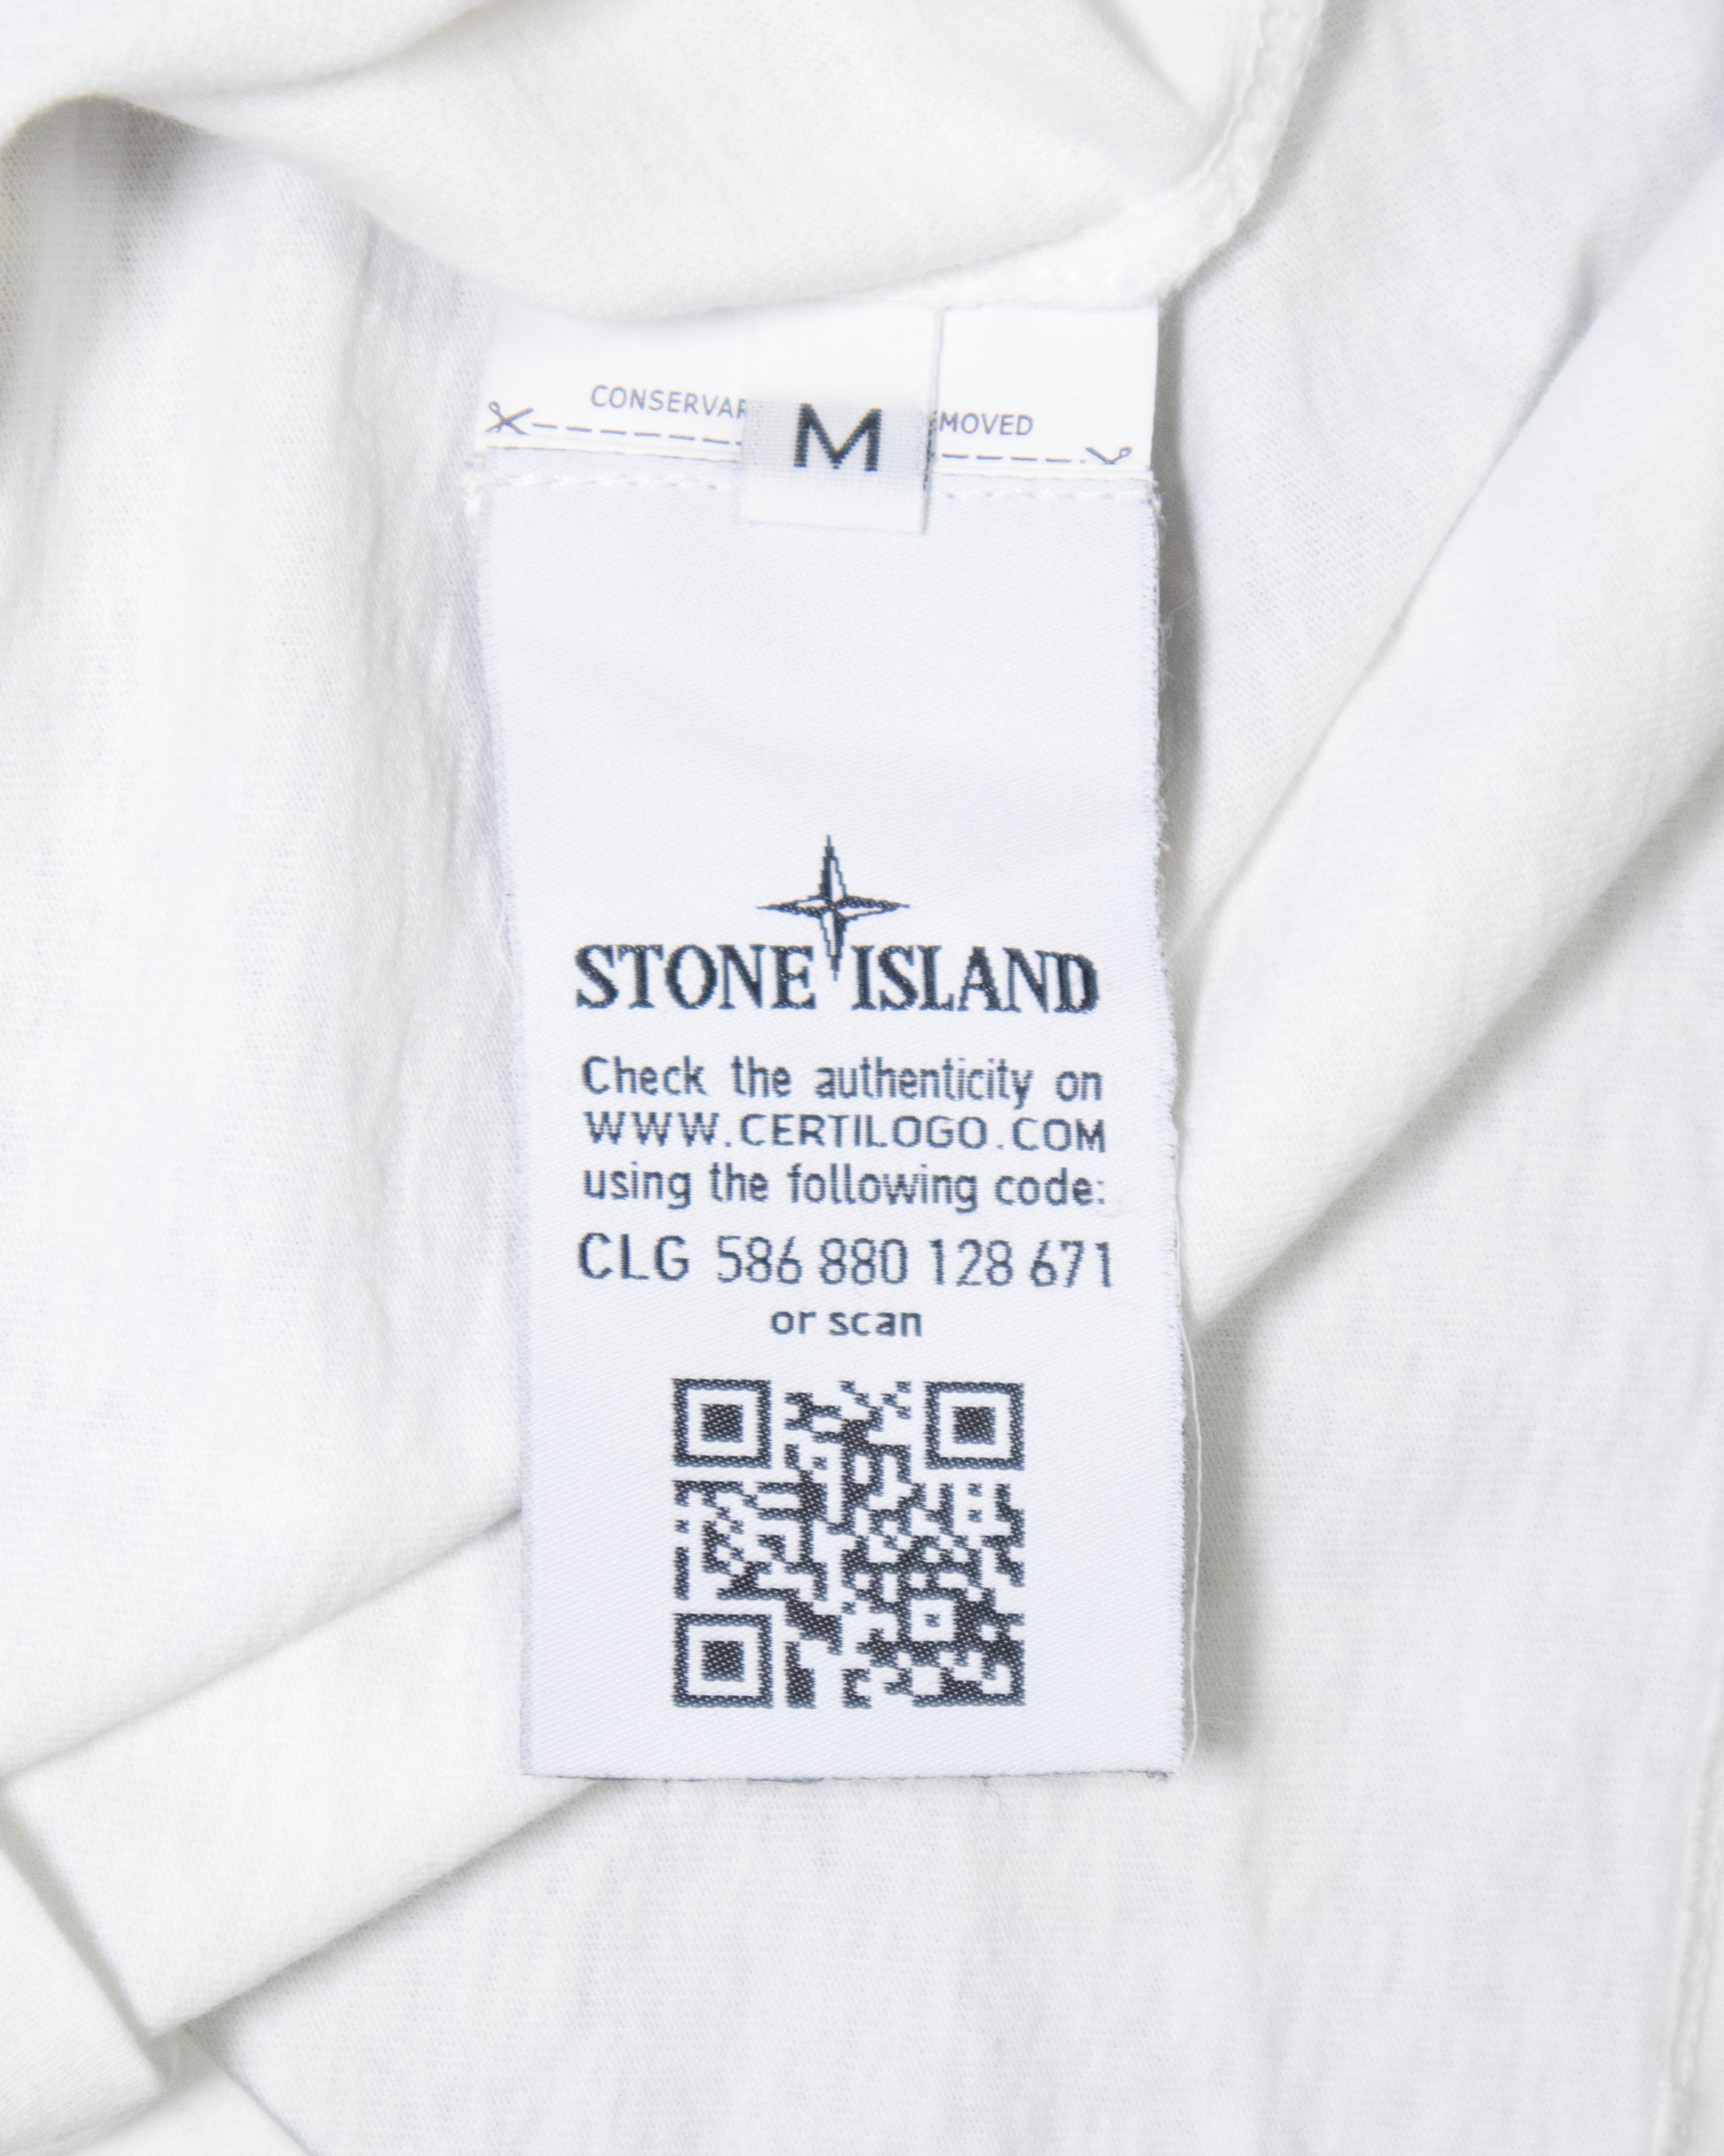 CONSERVAR
M
MOVED
STONE ISLAND
Check the authenticity on
WWW.CERTILOGO.COM
using the following code:
CLG 586 880 128 671
or scan